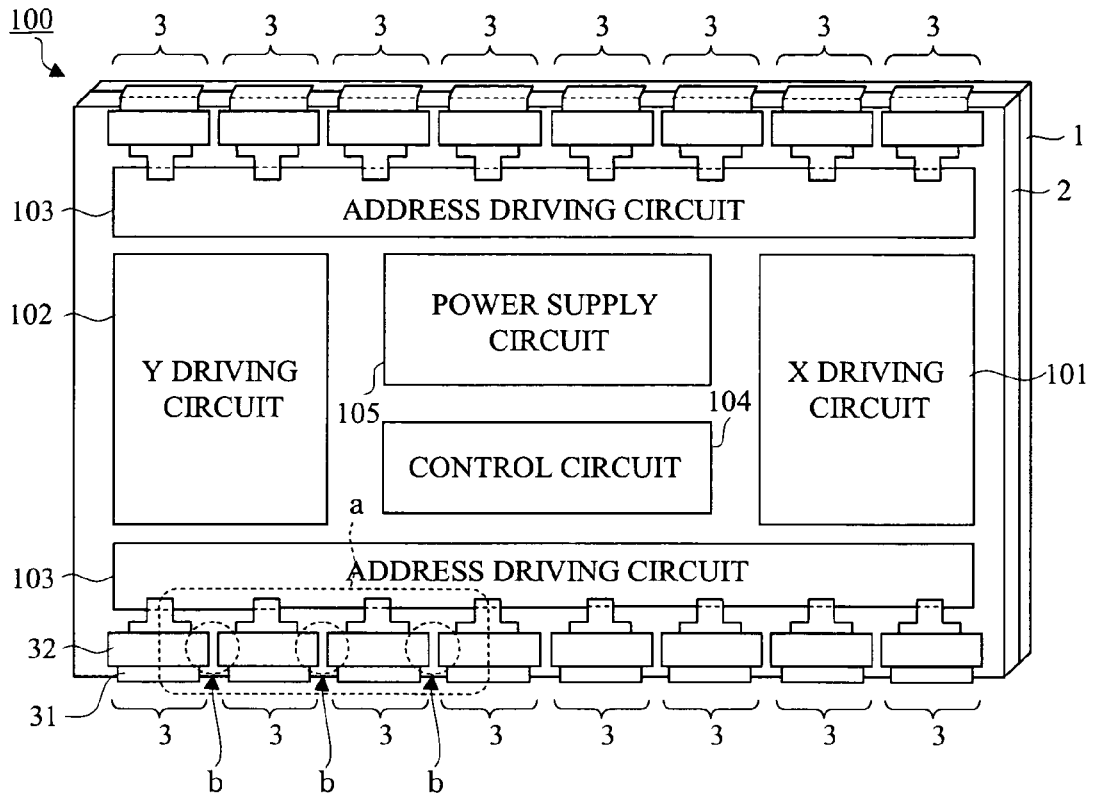 100
3 3 3 3 3 3 3 3
1
2
103
ADDRESS DRIVING CIRCUIT
102
Y DRIVING
CIRCUIT
POWER SUPPLY
CIRCUIT
105
X DRIVING
CIRCUIT
101
104
CONTROL CIRCUIT
a
103
ADDRESS DRIVING CIRCUIT
32
31
3 3 3 3 3 3 3 3
b b b